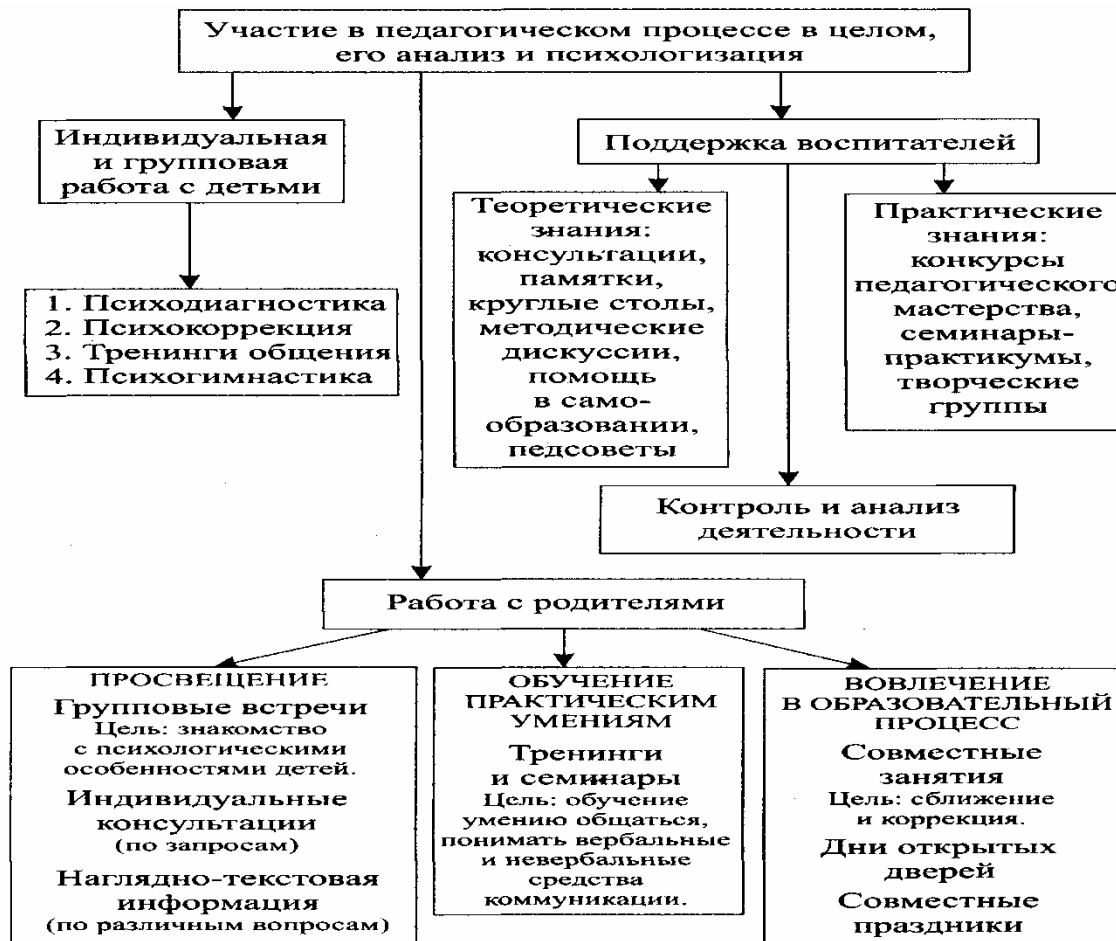 Участие в педагогическом процессе в целом,
его анализ и психологизация
Индивидуальная
и групповая
работа с детьми
Поддержка воспитателей
1. Психодиагностика
2. Психокоррекция
3. Тренинги общения
4. Психогимнастика
Теоретические
знания:
консультации,
памятки,
круглые столы,
методические
дискуссии,
помощь
в само-
образовании,
педсоветы
Практические
знания:
конкурсы
педагогического
мастерства,
семинары-
практикумы,
творческие
группы
Контроль и анализ
деятельности
Работа с родителями
ПРОСВЕЩЕНИЕ
Групповые встречи
Цель: знакомство
с психологическими
особенностями детей.
Индивидуальные
консультации
(по запросам)
Наглядно-текстовая
информация
(по различным вопросам)
ОБУЧЕНИЕ
ПРАКТИЧЕСКИМ
УМЕНИЯМ
Тренинги
и семинары
Цель: обучение
умению общаться,
понимать вербальные
и невербальные
средства
коммуникации.
ВОВЛЕЧЕНИЕ
В ОБРАЗОВАТЕЛЬНЫЙ
ПРОЦЕСС
Совместные
занятия
Цель: сближение
и коррекция.
Дни открытых
дверей
Совместные
праздники